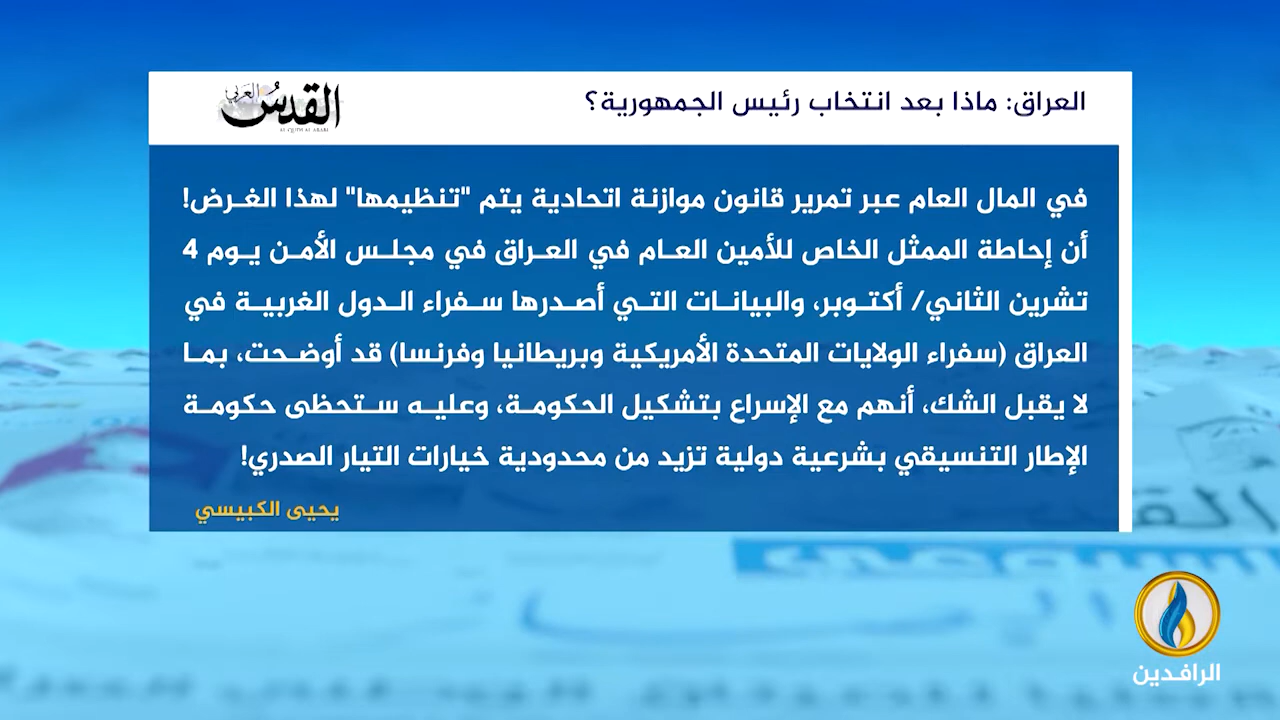 العراق: ماذا بعد انتخاب رئيس الجمهورية؟
القدس العربي
AL-QUDS AL-ARABI
في المال العام عبر تمرير قانون موازنة اتحادية يتم "تنظيمها" لهذا الغرض!
أن إحاطة الممثل الخاص للأمين العام في العراق في مجلس الأمن يوم 4
تشرين الثاني/ أكتوبر، والبيانات التي أصدرها سفراء الدول الغربية في
العراق (سفراء الولايات المتحدة الأمريكية وبريطانيا وفرنسا) قد أوضحت، بما
لا يقبل الشك، أنهم مع الإسراع بتشكيل الحكومة، وعليه ستحظى حكومة
الإطار التنسيقي بشرعية دولية تزيد من محدودية خيارات التيار الصدري!
يحيى الكبيسي
الرافدين